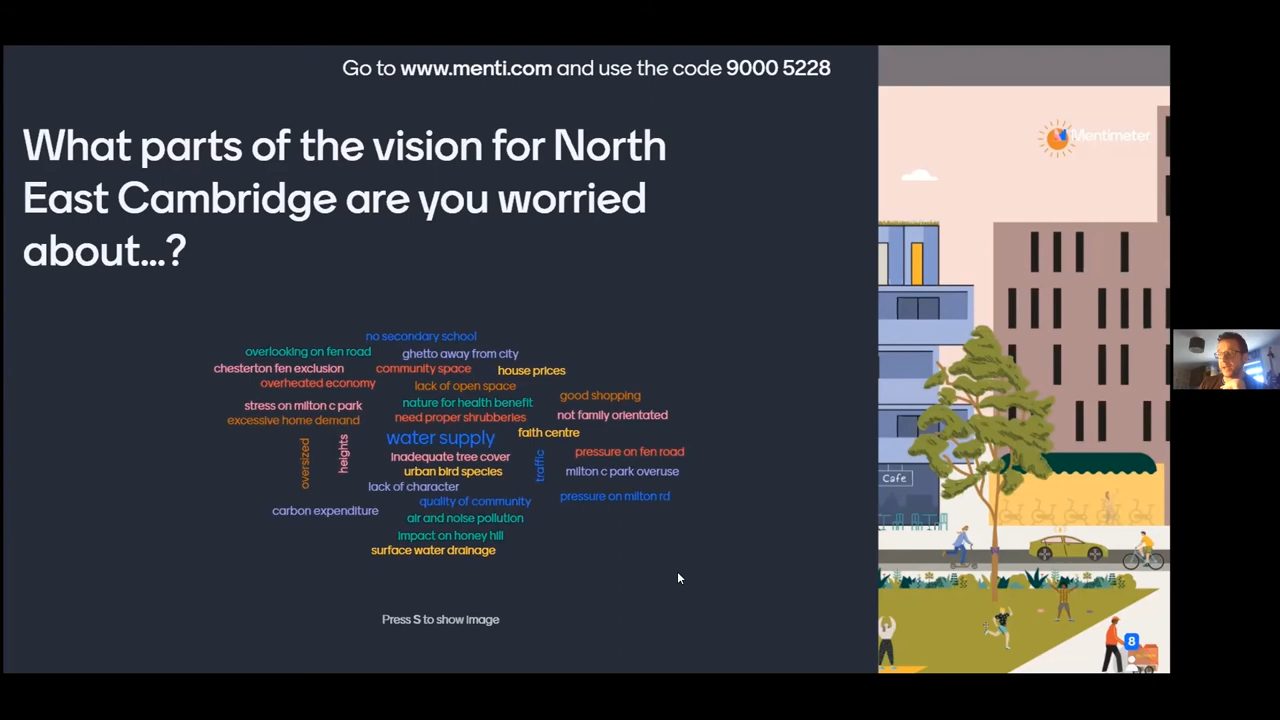 Go to www.menti.com and use the code 9000 5228
Mentimeter
What parts of the vision for North
East Cambridge are you worried
about...?
no secondary school
overlooking on fen road
ghetto away from city
chesterton fen exclusion
community space
house prices
overheated economy
lack of open space
good shopping
nature for health benefit
stress on milton c park
not family orientated
need proper shrubberies
excessive home demand
faith centre
water supply
oversized
heights
pressure on fen road
inadequate tree cover
traffic
urban bird species
milton c park overuse
lack of character
pressure on milton rd
quality of community
carbon expenditure
air and noise pollution
impact on honey hill
surface water drainage
Press S to show image
Cafe
8